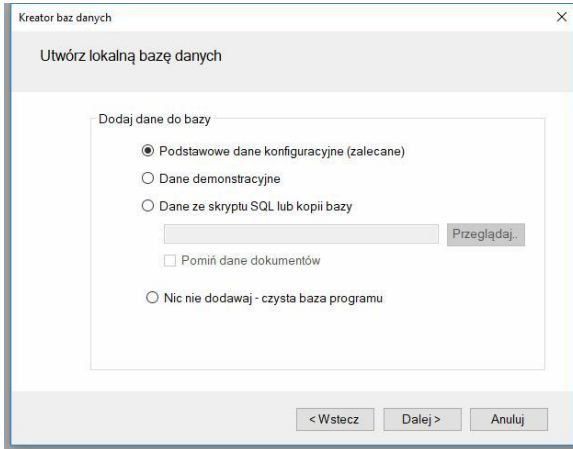 Kreator baz danych
Utwórz lokalną bazę danych
Dodaj dane do bazy
Podstawowe dane konfiguracyjne (zalecane)
Dane demonstracyjne
Dane ze skryptu SQL lub kopii bazy
Przeglądaj..
Pomiń dane dokumentów
Nic nie dodawaj - czysta baza programu
< Wstecz Dalej > Anuluj